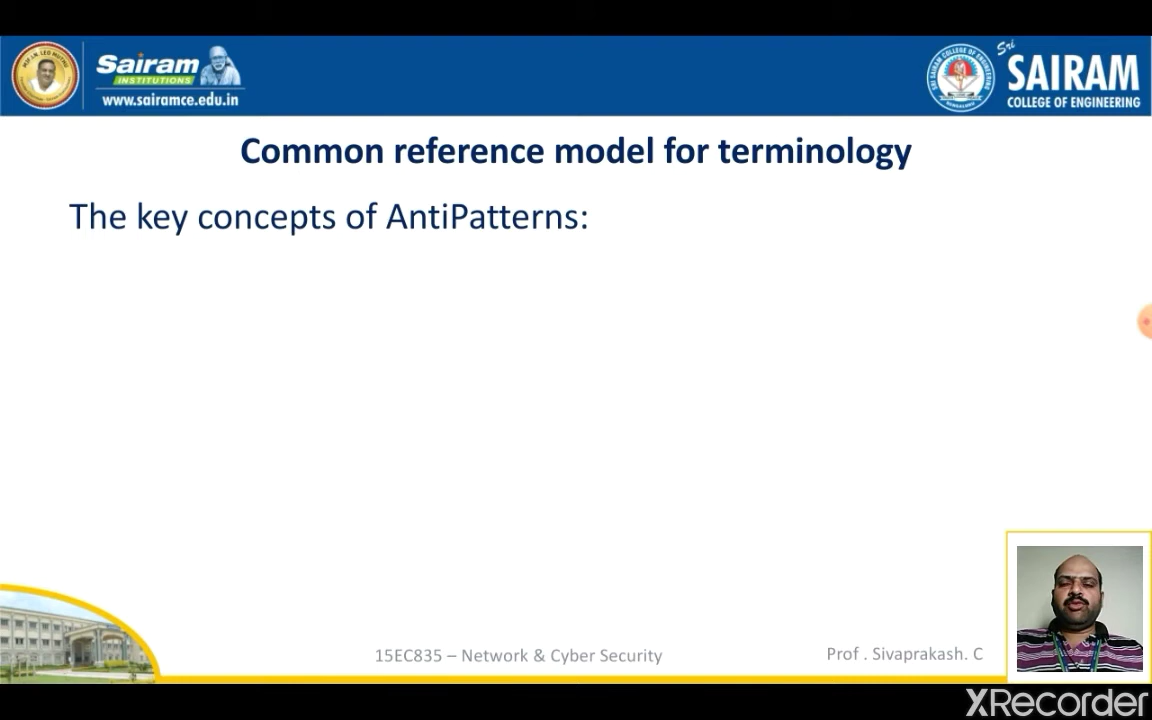 Sairam
INSTITUTIONS
www.sairamce.edu.in
Sri
SAIRAM
COLLEGE OF ENGINEERING
Common reference model for terminology
The key concepts of AntiPatterns:
15EC835 – Network & Cyber Security
Prof . Sivaprakash. C
XRecorder